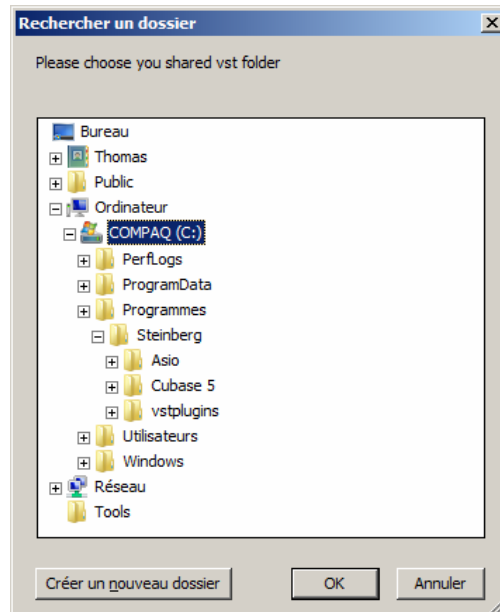 Rechercher un dossier
Please choose you shared vst folder
Bureau
Thomas
Public
Ordinateur
COMPAQ (C:)
PerfLogs
ProgramData
Programmes
Steinberg
Asio
Cubase 5
vstplugins
Utilisateurs
Windows
Réseau
Tools
Créer un nouveau dossier OK Annuler